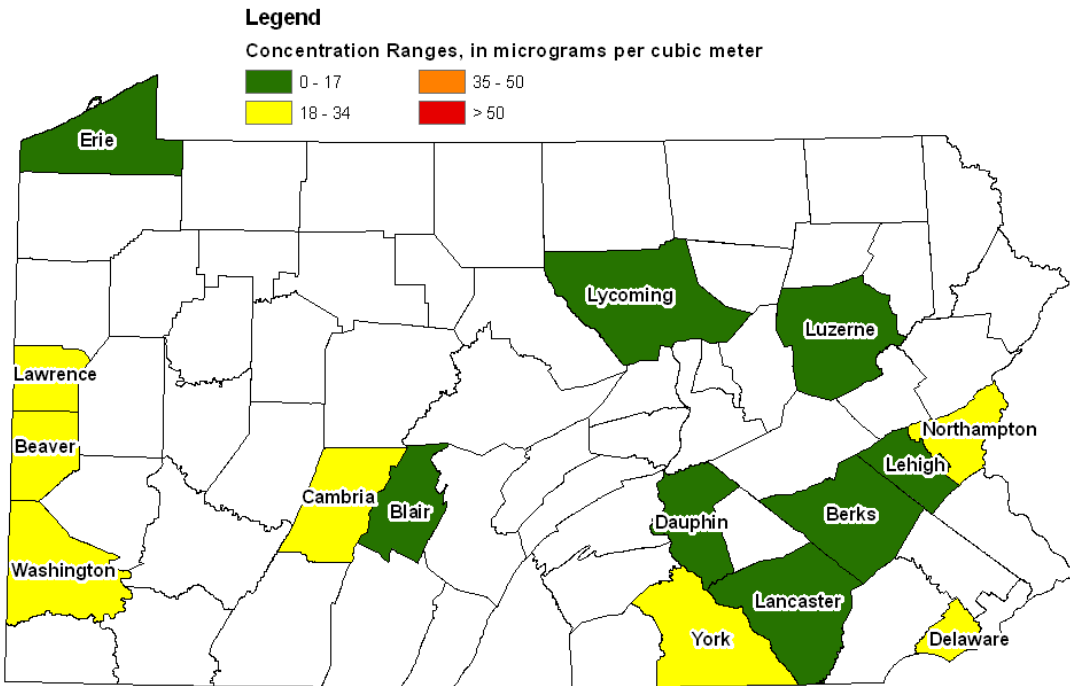 Legend
Concentration Ranges, in micrograms per cubic meter
0 - 17
35 - 50
18 - 34
> 50
Erie
Lycoming
Luzerne
Lawrence
Beaver
Northampton
Lehigh
Cambria
Blair
Dauphin
Berks
Washington
Lancaster
York
Delaware